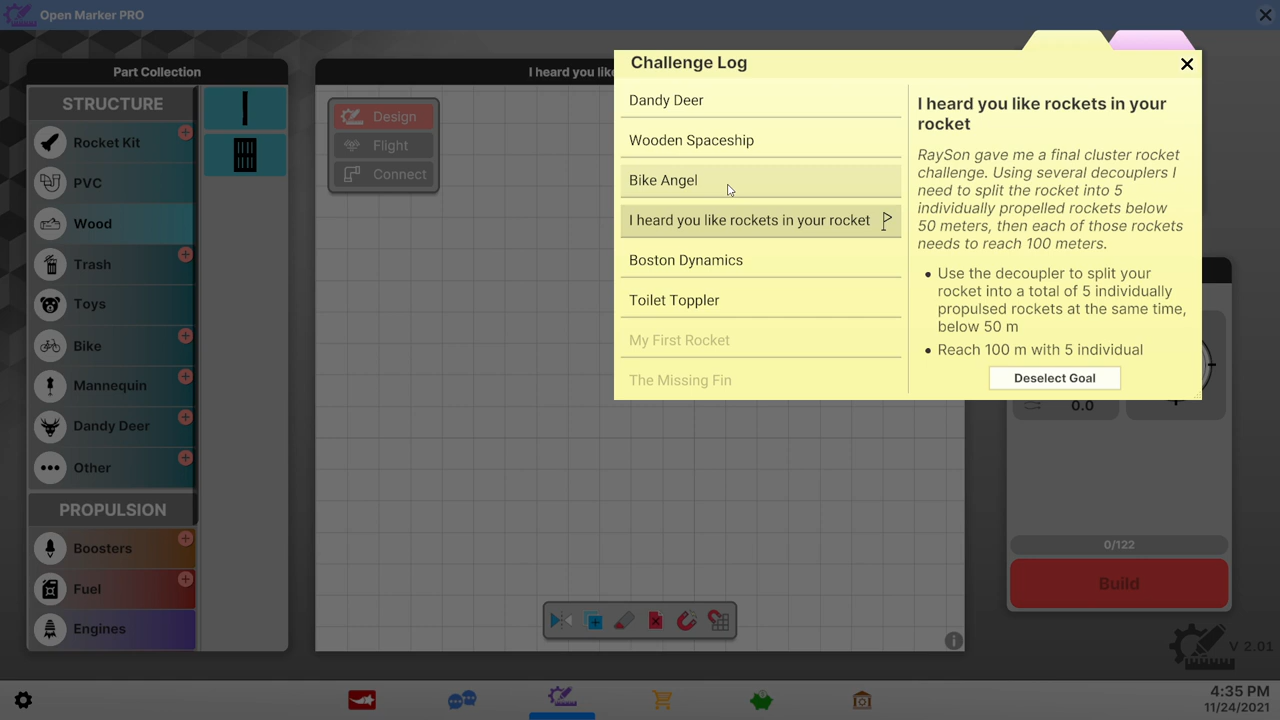 Open Marker PRO
Part Collection
STRUCTURE
Rocket Kit
PVC
Wood
Trash
Toys
Bike
Mannequin
Dandy Deer
Other
PROPULSION
Boosters
Fuel
Engines
I heard you like
Design
Flight
Connect
Challenge Log
Dandy Deer
Wooden Spaceship
Bike Angel
I heard you like rockets in your rocket
Boston Dynamics
Toilet Toppler
My First Rocket
The Missing Fin
I heard you like rockets in your
rocket
RaySon gave me a final cluster rocket
challenge. Using several decouplers I
need to split the rocket into 5
individually propelled rockets below
50 meters, then each of those rockets
needs to reach 100 meters.
• Use the decoupler to split your
rocket into a total of 5 individually
propulsed rockets at the same time,
below 50 m
• Reach 100 m with 5 individual
Deselect Goal
0.0
0/122
Build
V 2.01
4:35 PM
11/24/2021